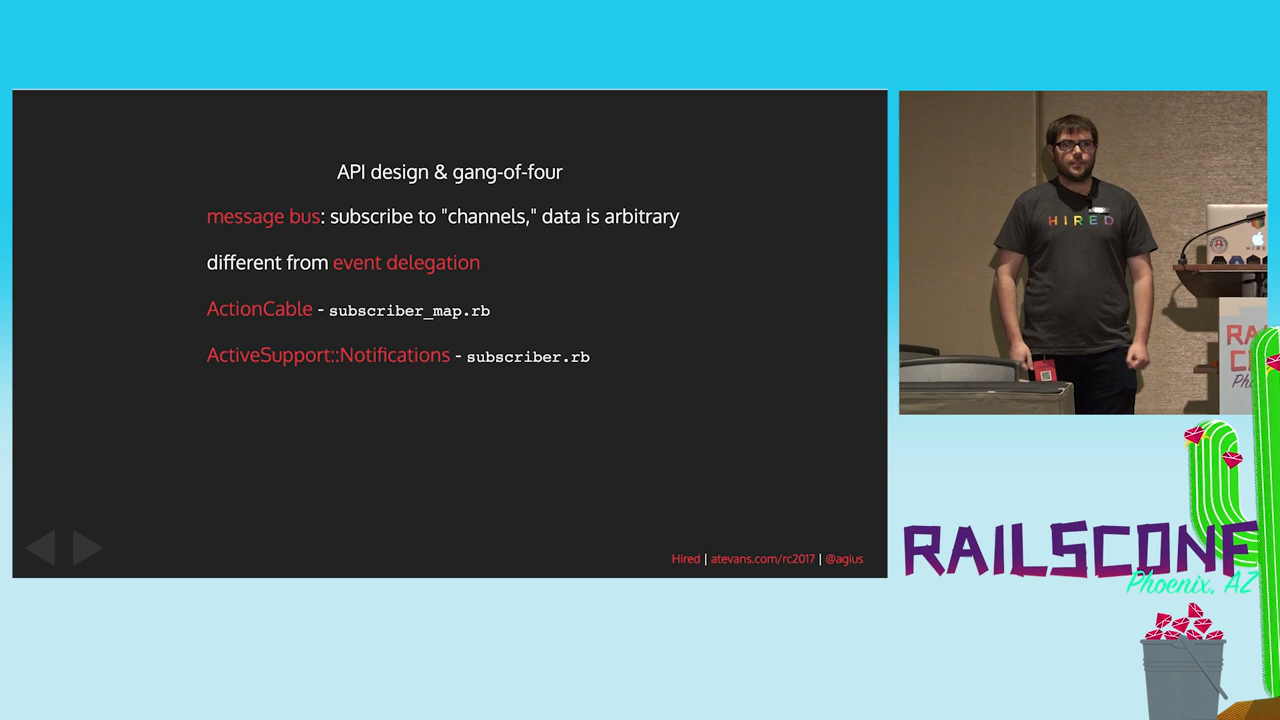 API design & gang-of-four
message bus: subscribe to "channels," data is arbitrary
different from event delegation
ActionCable - subscriber_map.rb
ActiveSupport::Notifications - subscriber.rb
Hired | atevans.com/rc2017 | @agius
HIRED
RAILSCONF
Phoenix, AZ